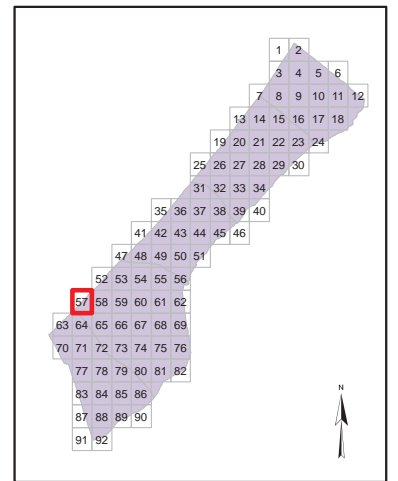 1 2
3 4 5 6
7 8 9 10 11 12
13 14 15 16 17 18
19 20 21 22 23 24
25 26 27 28 29 30
31 32 33 34
35 36 37 38 39 40
41 42 43 44 45 46
47 48 49 50 51
52 53 54 55 56
57 58 59 60 61 62
63 64 65 66 67 68 69
70 71 72 73 74 75 76
77 78 79 80 81 82
83 84 85 86
N
87 88 89 90
91 92